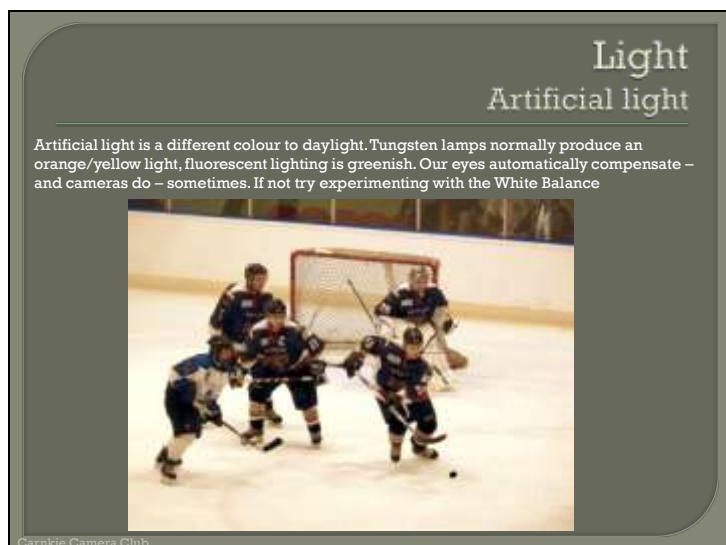 Light
Artificial light
Artificial light is a different colour to daylight. Tungsten lamps normally produce an
orange/yellow light, fluorescent lighting is greenish. Our eyes automatically compensate –
and cameras do – sometimes. If not try experimenting with the White Balance
Carnkie Camera Club